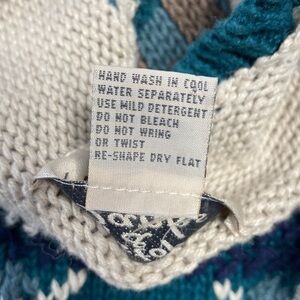 HAND WASH IN COOL
WATER SEPARATELY
USE MILD DETERGENT
DO NOT BLEACH
DO NOT WRING
OR TWIST
RE-SHAPE DRY FLAT